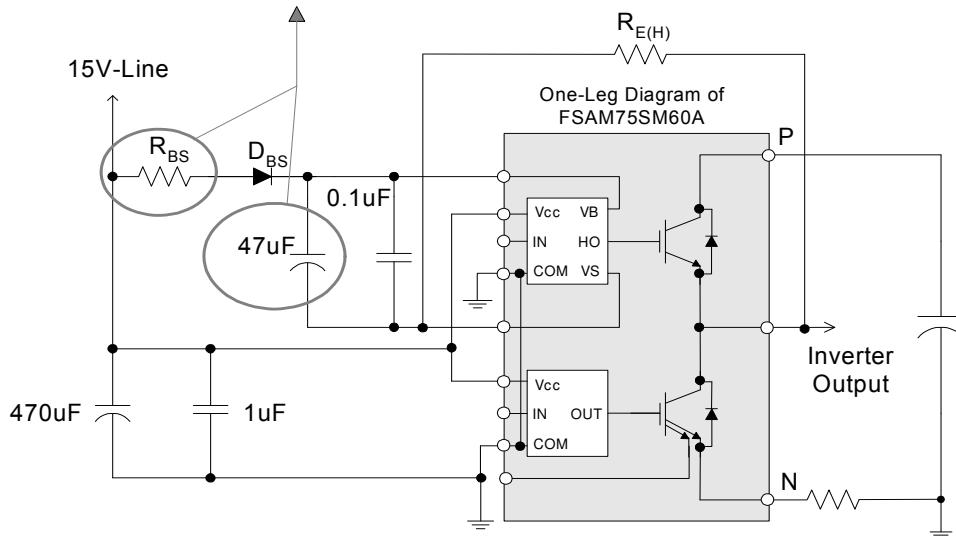 R_E(H)
15V-Line
One-Leg Diagram of
FSAM75SM60A
P
R_BS
D_BS
0.1uF
47uF
Vcc VB
IN HO
COM VS
Inverter
Output
Vcc
IN OUT
COM
470uF
1uF
N